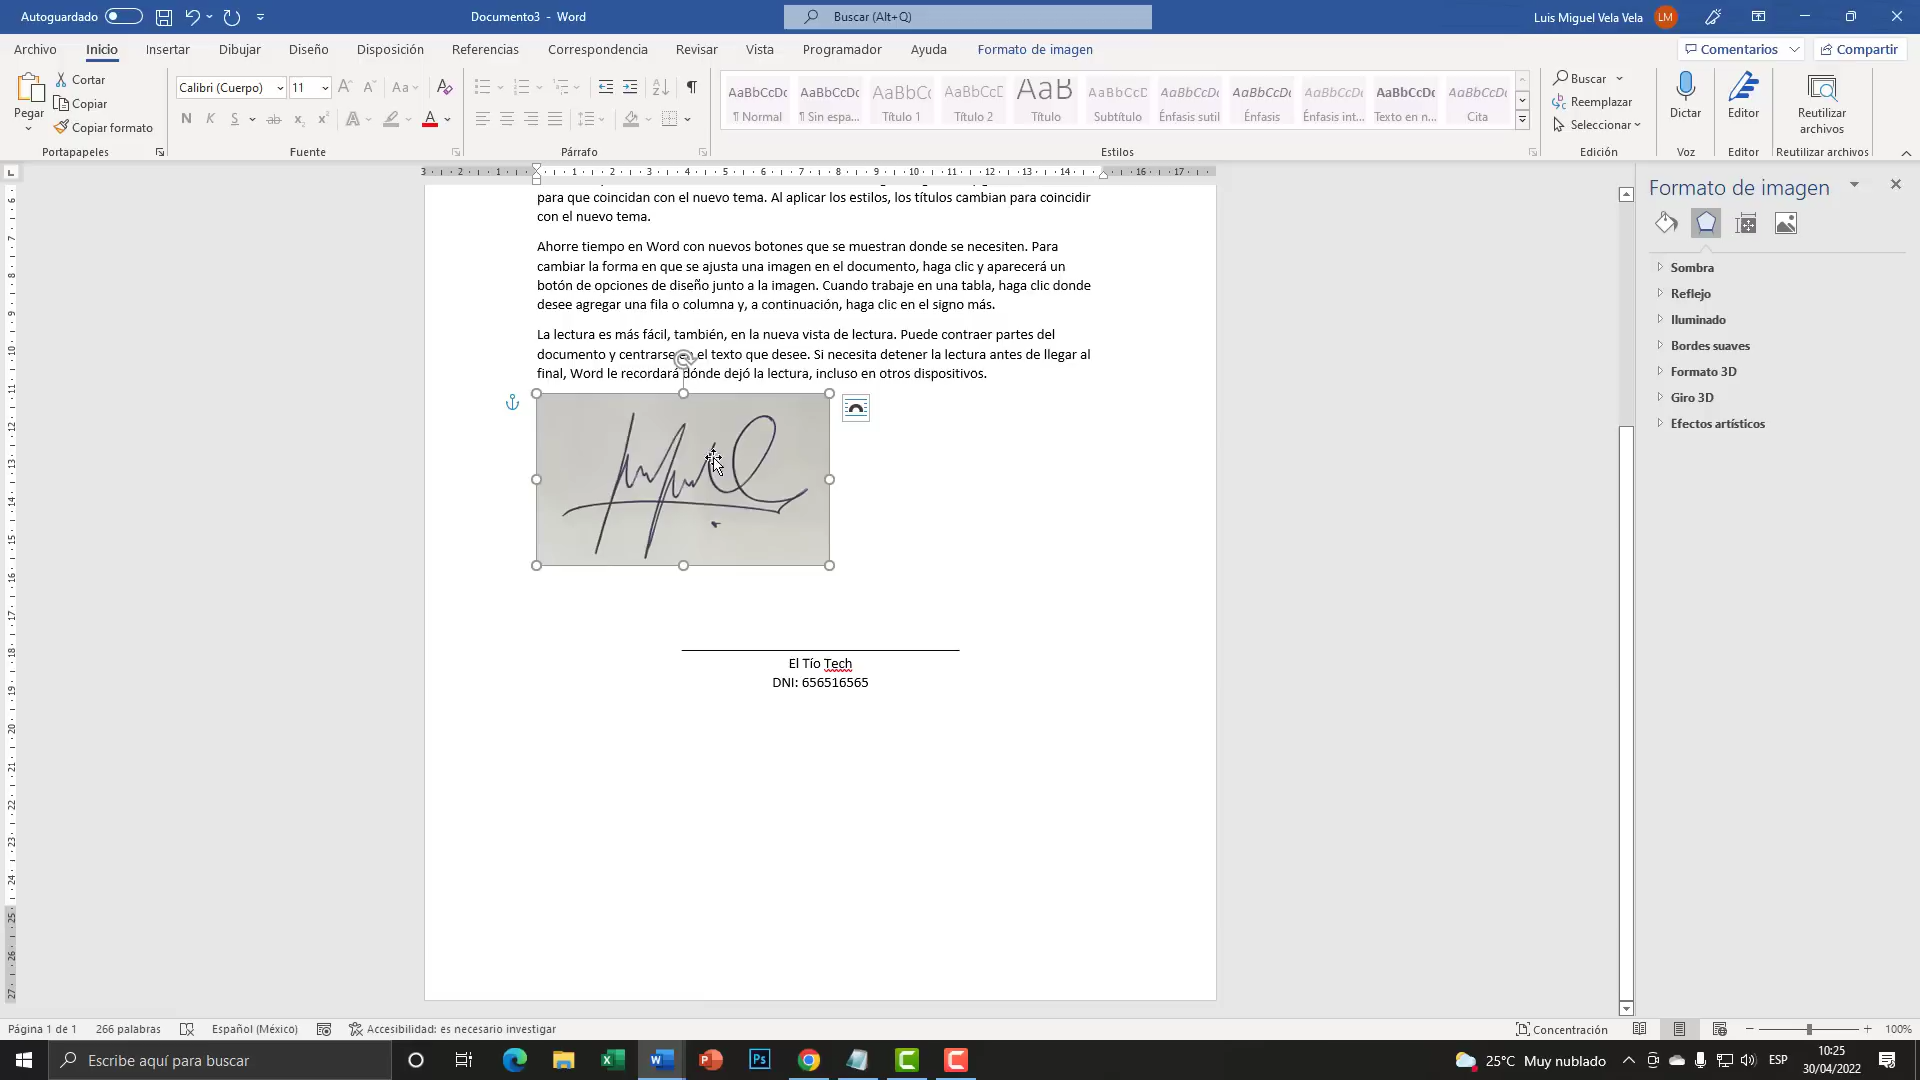 Autoguardado
Documento3 - Word
Buscar (Alt+Q)
Luis Miguel Vela Vela
LM
Archivo Inicio Insertar Dibujar Diseño Disposición Referencias Correspondencia Revisar Vista Programador Ayuda Formato de imagen
Comentarios
Compartir
Pegar
Cortar
Copiar
Copiar formato
Portapapeles
Calibri (Cuerpo) 11
N K S ab x x
Fuente
Párrafo
AaBbCcDc AaBbCcDc AaBbCc AaBbCcD AaB AaBbCcD AaBbCcDc AaBbCcDc AaBbCcDc AaBbCcDc AaBbCcDc
¶ Normal ¶ Sin espa... Título 1 Título 2 Título Subtítulo Énfasis sutil Énfasis Énfasis int... Texto en n... Cita
Estilos
Buscar
Reemplazar
Seleccionar
Edición
Dictar
Voz
Editor
Editor
Reutilizar archivos
Reutilizar archivos
para que coincidan con el nuevo tema. Al aplicar los estilos, los títulos cambian para coincidir
con el nuevo tema.
Ahorre tiempo en Word con nuevos botones que se muestran donde se necesiten. Para
cambiar la forma en que se ajusta una imagen en el documento, haga clic y aparecerá un
botón de opciones de diseño junto a la imagen. Cuando trabaje en una tabla, haga clic donde
desee agregar una fila o columna y, a continuación, haga clic en el signo más.
La lectura es más fácil, también, en la nueva vista de lectura. Puede contraer partes del
documento y centrarse en el texto que desee. Si necesita detener la lectura antes de llegar al
final, Word le recordará dónde dejó la lectura, incluso en otros dispositivos.
El Tío Tech
DNI: 656516565
Formato de imagen
Sombra
Reflejo
Iluminado
Bordes suaves
Formato 3D
Giro 3D
Efectos artísticos
Página 1 de 1 266 palabras Español (México) Accesibilidad: es necesario investigar
Concentración
100%
Escribe aquí para buscar
25°C Muy nublado
ESP
10:25
30/04/2022